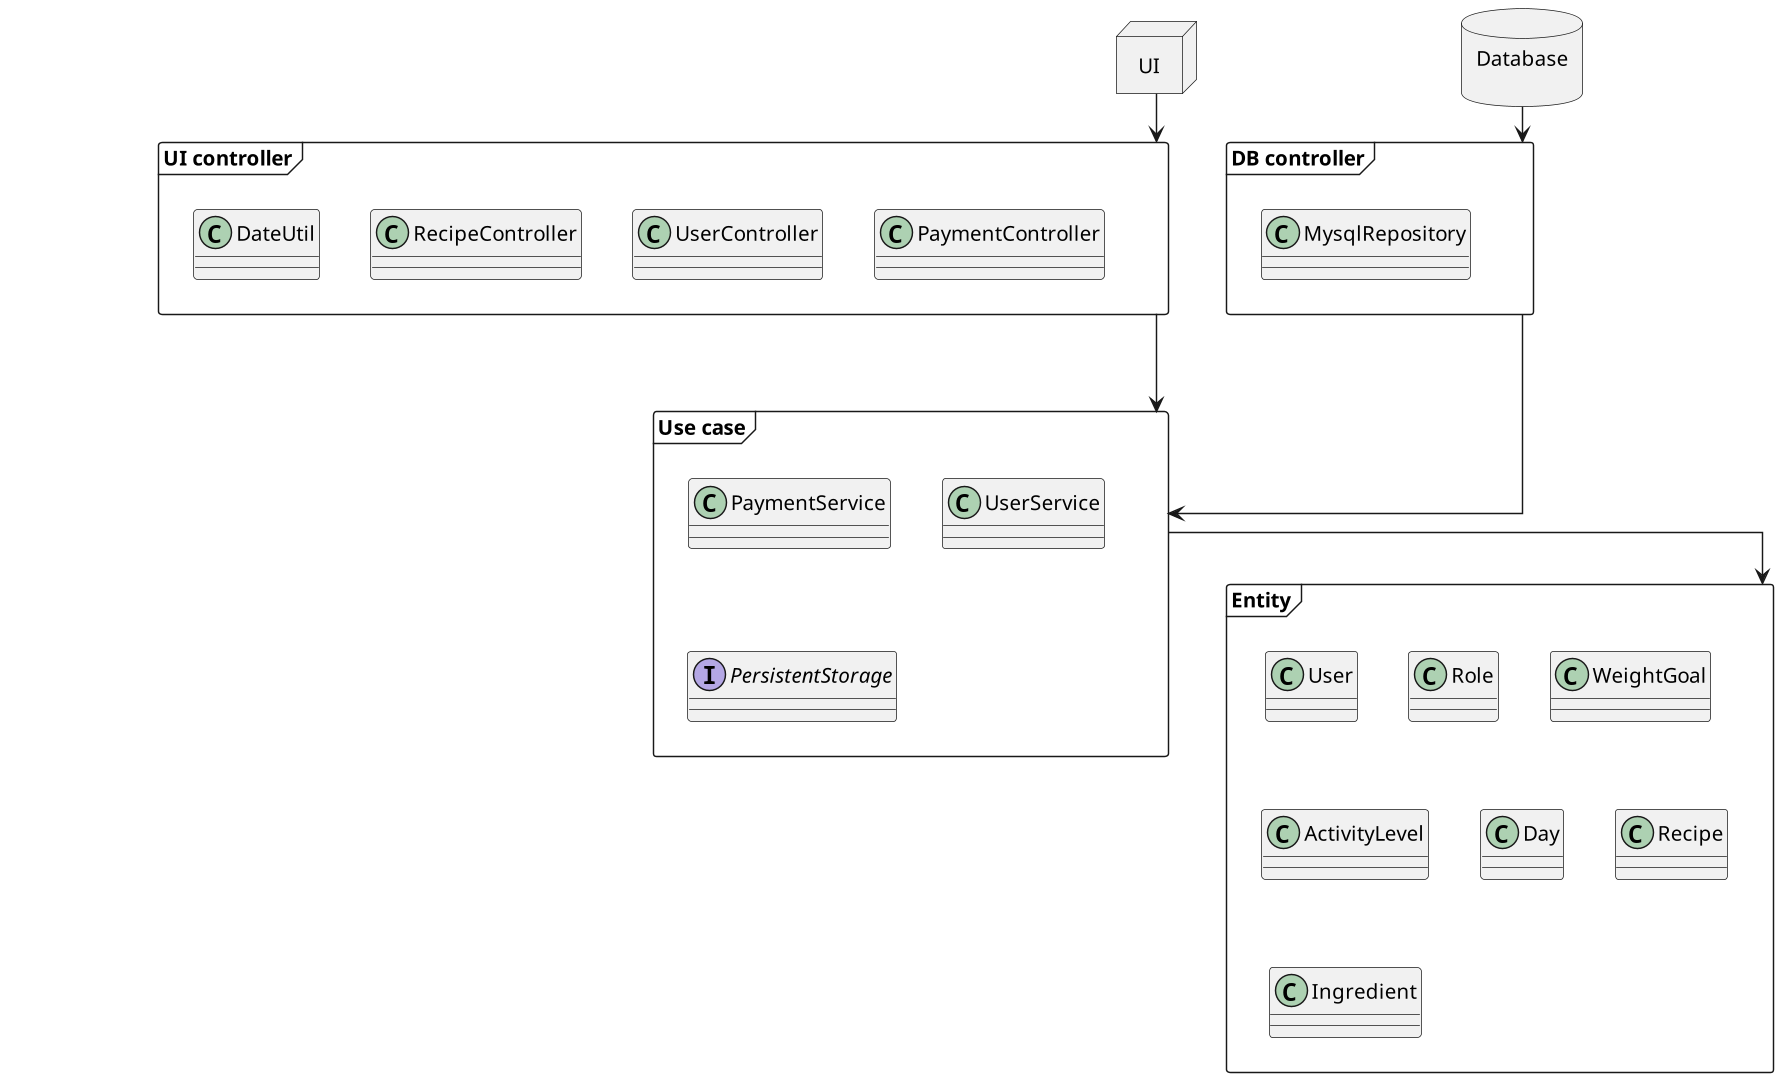 UI
Database
UI controller
DB controller
C DateUtil
C RecipeController
C UserController
C PaymentController
C MysqlRepository
Use case
C PaymentService
C UserService
I PersistentStorage
Entity
C User
C Role
C WeightGoal
C ActivityLevel
C Day
C Recipe
C Ingredient